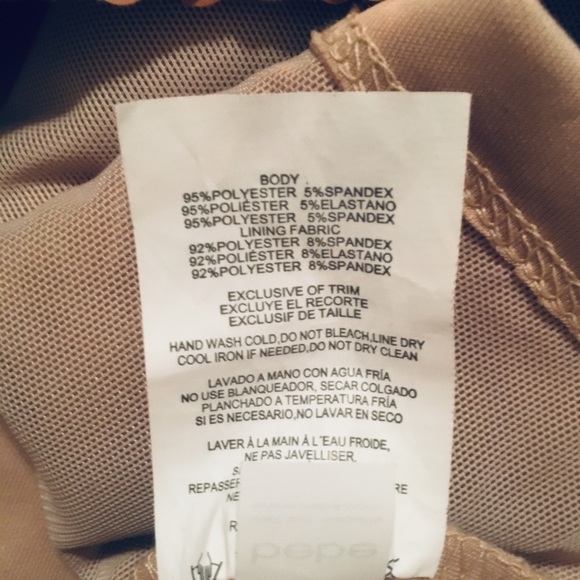 BODY
95%POLYESTER 5%SPANDEX
95%POLIÉSTER 5%ELASTANO
95%POLYESTER 5%SPANDEX
LINING FABRIC
92%POLYESTER 8%SPANDEX
92%POLIÉSTER 8%ELASTANO
92%POLYESTER 8%SPANDEX
EXCLUSIVE OF TRIM
EXCLUYE EL RECORTE
EXCLUSIF DE TAILLE
HAND WASH COLD,DO NOT BLEACH,LINE DRY
COOL IRON IF NEEDED,DO NOT DRY CLEAN
LAVADO A MANO CON AGUA FRÍA
NO USE BLANQUEADOR, SECAR COLGADO
PLANCHADO A TEMPERATURA FRÍA
SI ES NECESARIO,NO LAVAR EN SECO
LAVER À LA MAIN À L'EAU FROIDE,
NE PAS JAVELLISER.
REPASSE
bebe